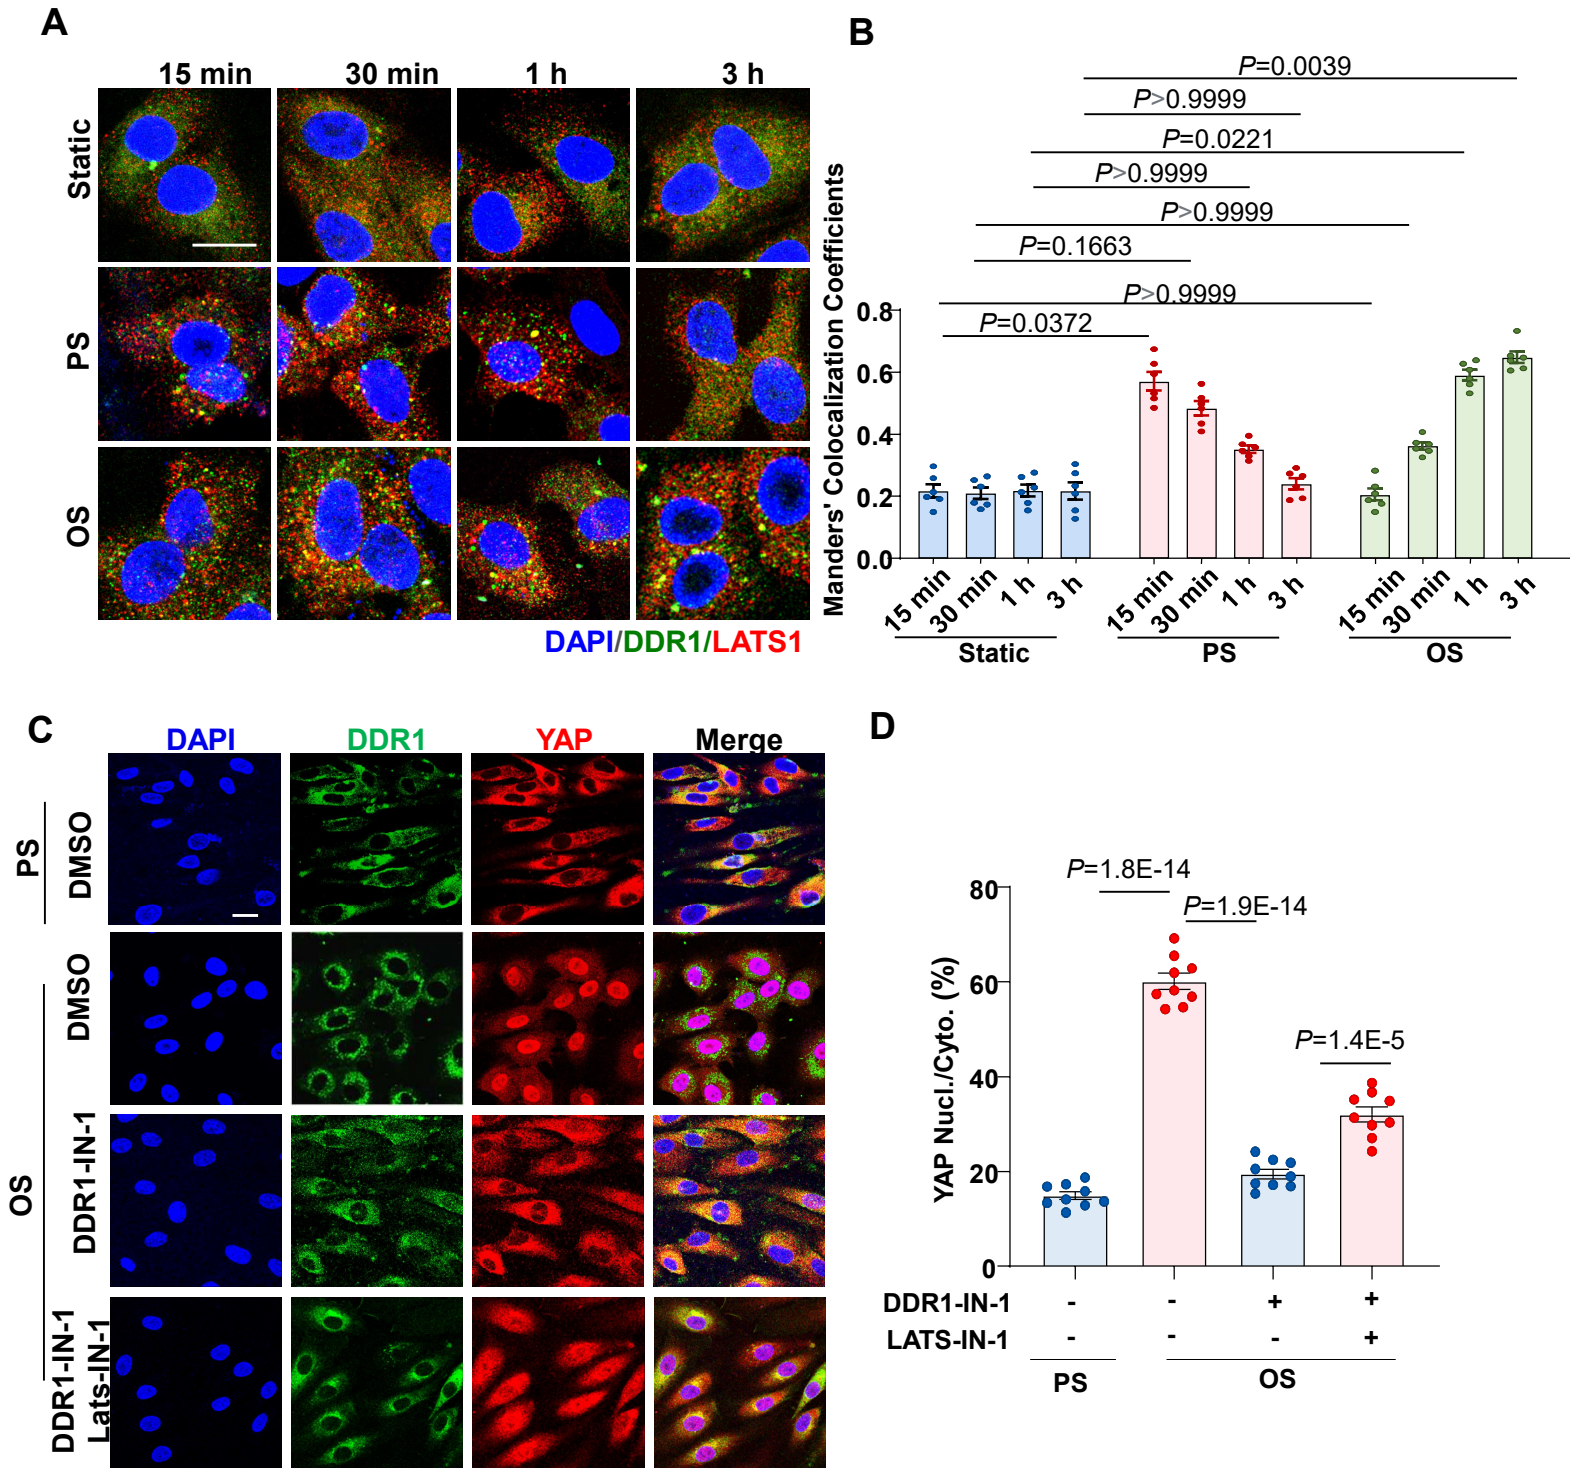 A
15 min 30 min 1 h 3 h
Static
PS
OS
DAPI/DDR1/LATS1
B
P=0.0039
P>0.9999
P=0.0221
P>0.9999
P>0.9999
P=0.1663
P>0.9999
P=0.0372
Manders' Colocalization Coefficients
0.8
0.6
0.4
0.2
0.0
15 min 30 min 1 h 3 h 15 min 30 min 1 h 3 h 15 min 30 min 1 h 3 h
Static PS OS
C
DAPI DDR1 YAP Merge
PS
DMSO
OS
DMSO
DDR1-IN-1
DDR1-IN-1
Lats-IN-1
D
P=1.8E-14
P=1.9E-14
P=1.4E-5
YAP Nucl./Cyto. (%)
80
60
40
20
0
DDR1-IN-1 - - + +
LATS-IN-1 - - - +
PS OS